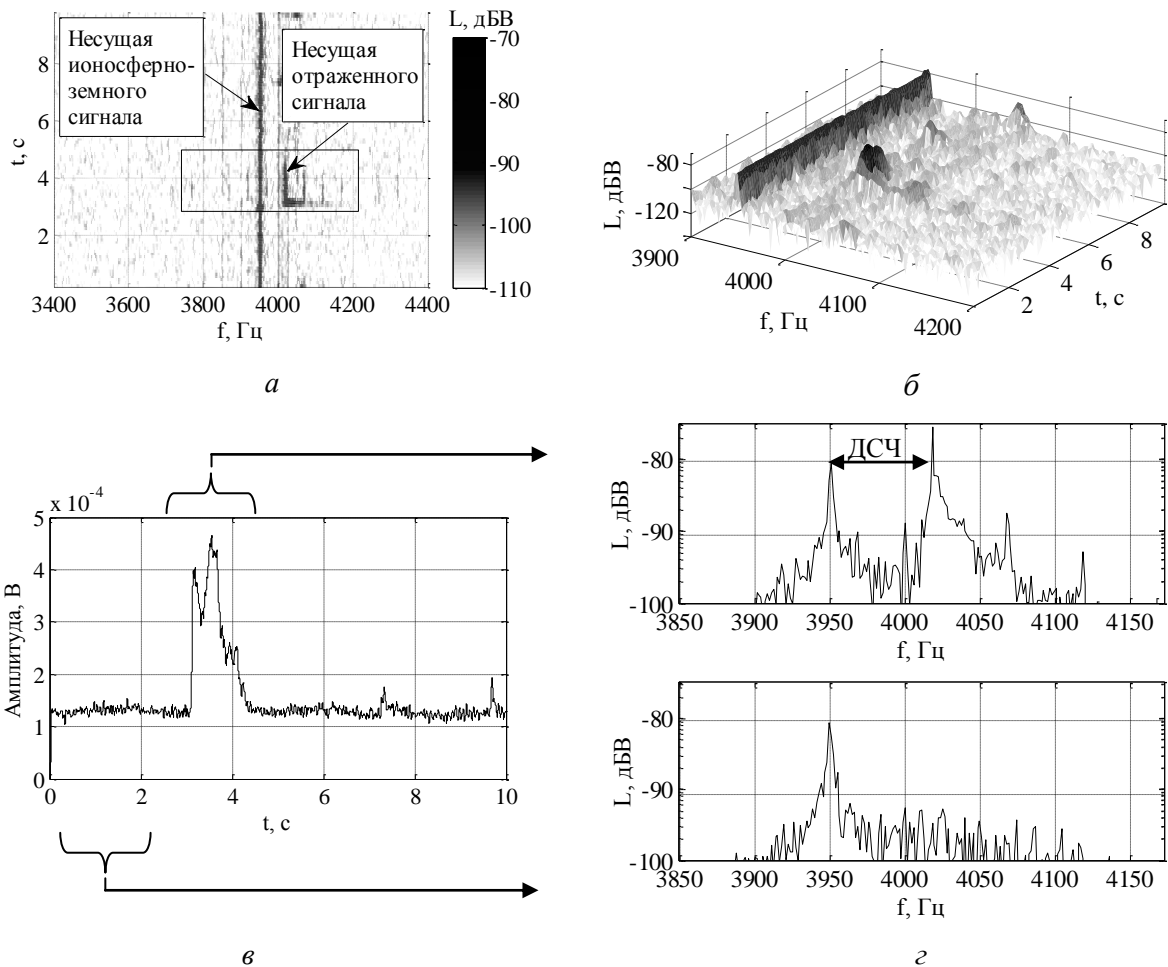 L, дБВ
Несущая
ионосферно-
земного
сигнала
Несущая
отраженного
сигнала
8
6
4
2
t, с
3400 3600 3800 4000 4200 4400
f, Гц
-70
-80
-90
-100
-110
а
-80
-120
L, дБВ
3900
4000
4100
4200
f, Гц
2
4
6
8
t, с
б
x 10⁻⁴
5
4
3
2
1
0
Амплитуда, В
0 2 4 6 8 10
t, с
в
ДСЧ
-80
-90
-100
L, дБВ
3850 3900 3950 4000 4050 4100 4150
f, Гц
-80
-90
-100
L, дБВ
3850 3900 3950 4000 4050 4100 4150
f, Гц
г